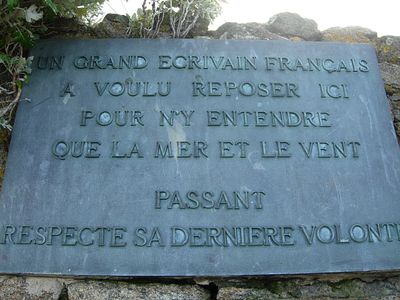 UN GRAND ECRIVAIN FRANÇAIS
A VOULU REPOSER ICI
POUR N'Y ENTENDRE
QUE LA MER ET LE VENT
PASSANT
RESPECTE SA DERNIERE VOLONTE